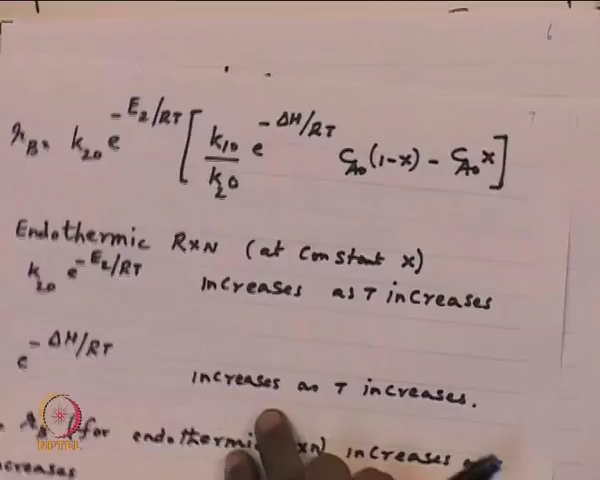 6
r_B = k_20 e^{-E_2/RT} [ k_10/k_20 e^{-ΔH/RT} C_A0 (1-x) - C_A0 x ]
Endothermic RxN (at constant x)
k_20 e^{-E_2/RT} increases as T increases
e^{-ΔH/RT} increases as T increases.
(for endothermic RxN) increases
NPTEL